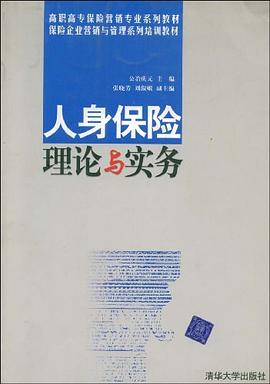 高职高专保险营销专业系列教材
保险企业营销与管理系列培训教材
公冶庆元 主 编
张晓芳 刘淑娥 副主编
人身保险
理论与实务
清华大学出版社